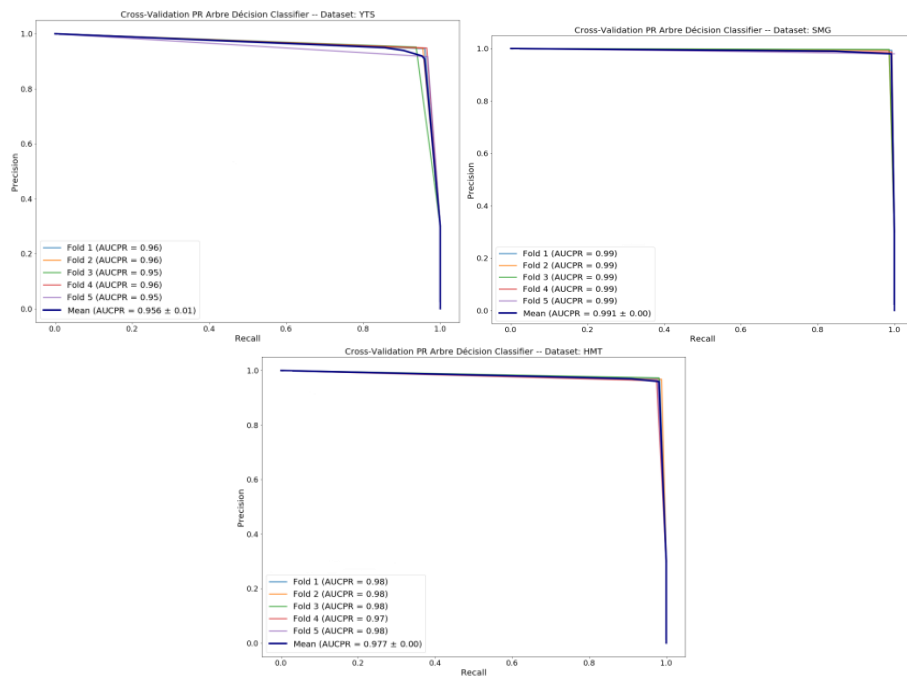 Cross-Validation PR Arbre Décision Classifier -- Dataset: YTS
1.0
0.8
0.6
0.4
0.2
0.0
Precision
Fold 1 (AUCPR = 0.96)
Fold 2 (AUCPR = 0.96)
Fold 3 (AUCPR = 0.95)
Fold 4 (AUCPR = 0.96)
Fold 5 (AUCPR = 0.95)
Mean (AUCPR = 0.956 ± 0.01)
0.0 0.2 0.4 0.6 0.8 1.0
Recall
Cross-Validation PR Arbre Décision Classifier -- Dataset: SMG
1.0
0.8
0.6
0.4
0.2
0.0
Precision
Fold 1 (AUCPR = 0.99)
Fold 2 (AUCPR = 0.99)
Fold 3 (AUCPR = 0.99)
Fold 4 (AUCPR = 0.99)
Fold 5 (AUCPR = 0.99)
Mean (AUCPR = 0.991 ± 0.00)
0.0 0.2 0.4 0.6 0.8 1.0
Recall
Cross-Validation PR Arbre Décision Classifier -- Dataset: HMT
1.0
0.8
0.6
0.4
0.2
0.0
Precision
Fold 1 (AUCPR = 0.98)
Fold 2 (AUCPR = 0.98)
Fold 3 (AUCPR = 0.98)
Fold 4 (AUCPR = 0.97)
Fold 5 (AUCPR = 0.98)
Mean (AUCPR = 0.977 ± 0.00)
0.0 0.2 0.4 0.6 0.8 1.0
Recall